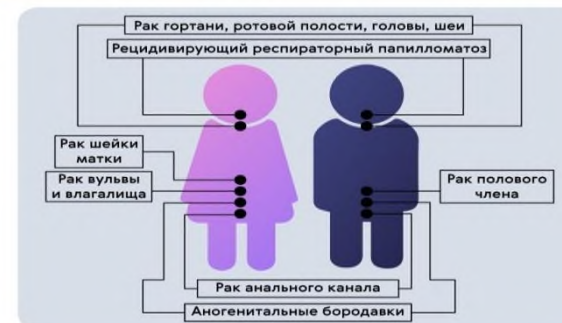 Рак гортани, ротовой полости, головы, шеи
Рецидивирующий респираторный папилломатоз
Рак шейки
матки
Рак вульвы
и влагалища
Рак полового
члена
Рак анального канала
Аногенитальные бородавки